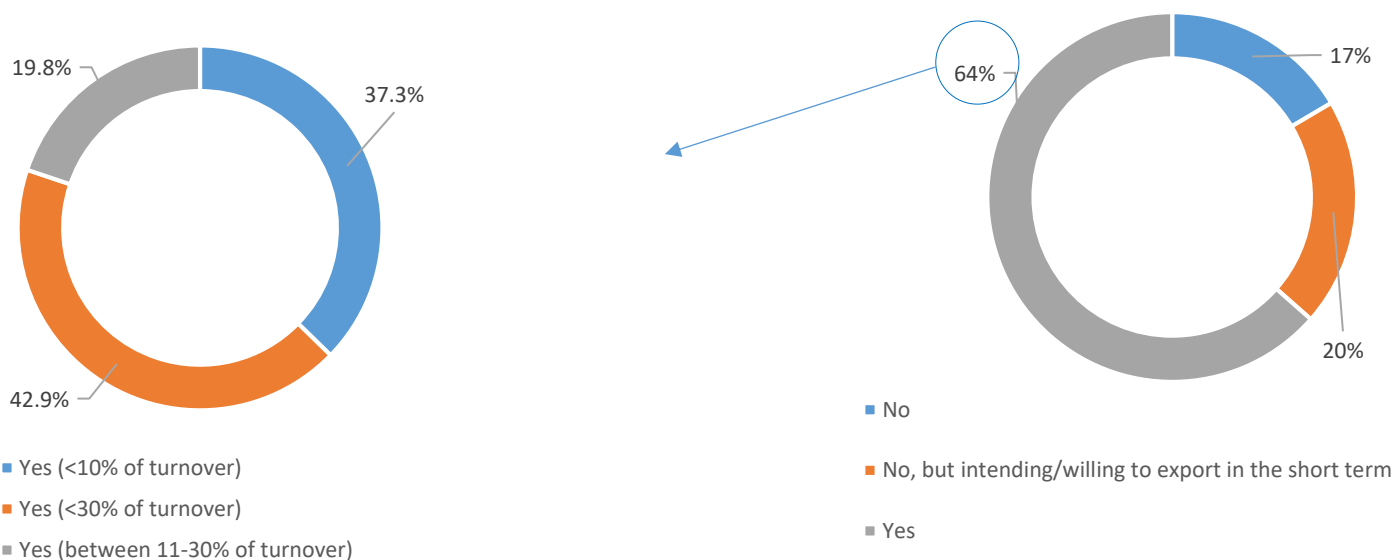 19.8%
37.3%
42.9%
Yes (<10% of turnover)
Yes (<30% of turnover)
Yes (between 11-30% of turnover)
64%
17%
20%
No
No, but intending/willing to export in the short term
Yes